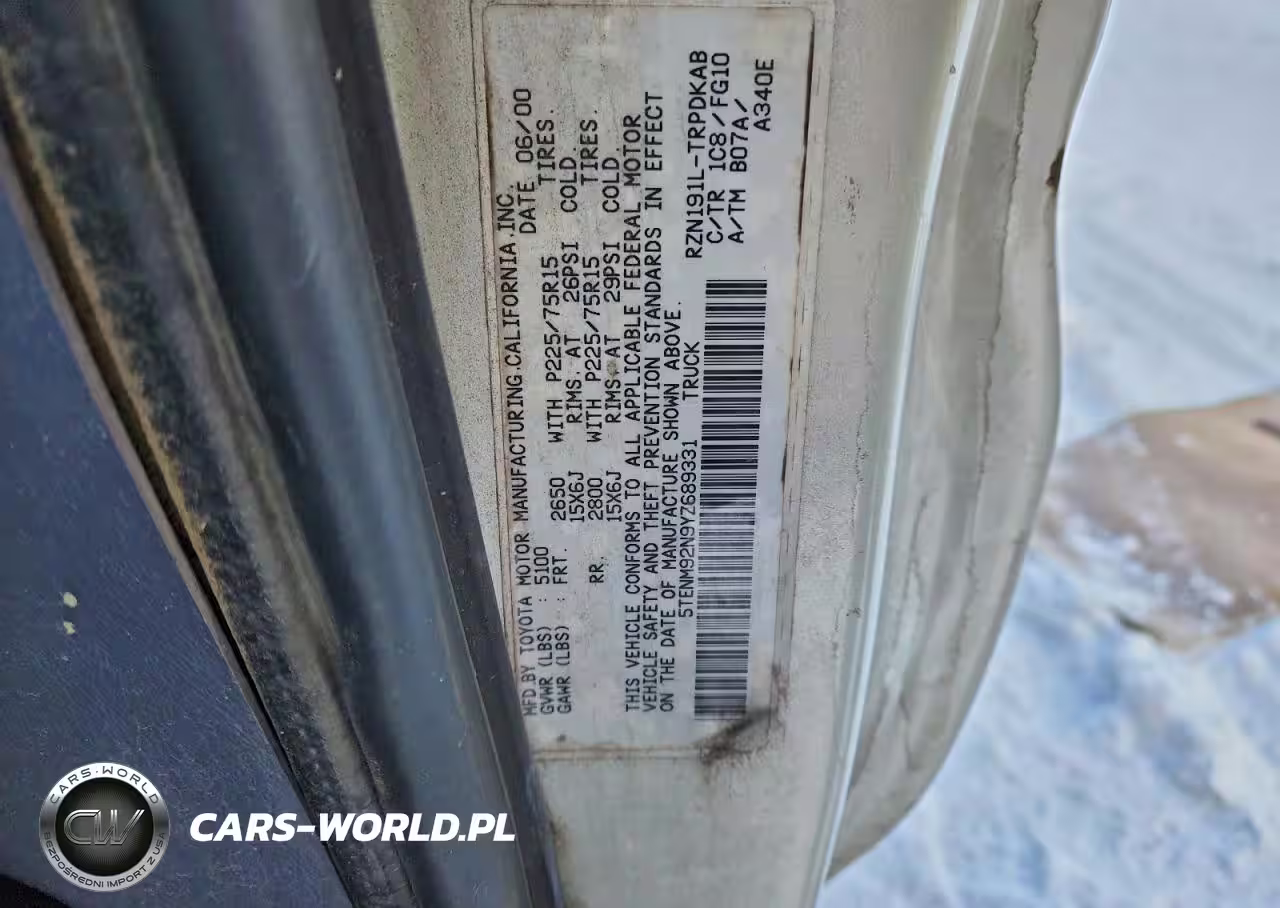 MFD.BY TOYOTA MOTOR MANUFACTURING.CALIFORNIA.INC.
DATE 06/00
GVWR (LBS) : 5100
GAWR (LBS) : FRT. 2650 WITH P225/75R15 TIRES.
15X6J RIMS. AT 26PSI COLD.
RR. 2800 WITH P225/75R15 TIRES.
15X6J RIMS. AT 29PSI COLD.
THIS VEHICLE CONFORMS TO ALL APPLICABLE FEDERAL MOTOR
VEHICLE SAFETY AND THEFT PREVENTION STANDARDS IN EFFECT
ON THE DATE OF MANUFACTURE SHOWN ABOVE.
5TENM92N9YZ689331 TRUCK
RZN191L-TRPDKAB
C/TR 1C8/FG10
A/TM B07A/
A340E
CARS-WORLD
CW
BEZPOŚREDNI IMPORT Z USA
CARS-WORLD.PL